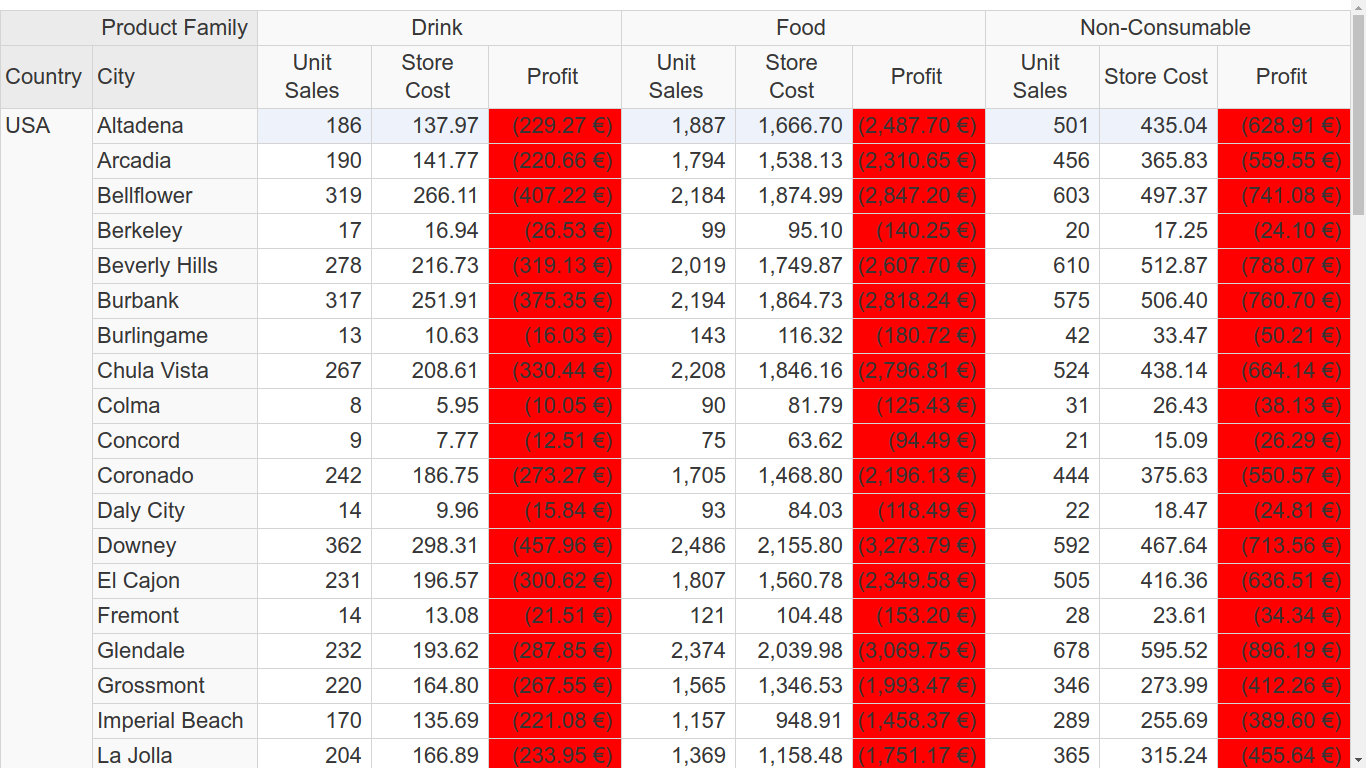 Product Family Drink Food Non-Consumable
Country City Unit Sales Store Cost Profit Unit Sales Store Cost Profit Unit Sales Store Cost Profit
USA Altadena 186 137.97 (229.27 €) 1,887 1,666.70 (2,487.70 €) 501 435.04 (628.91 €)
Arcadia 190 141.77 (220.66 €) 1,794 1,538.13 (2,310.65 €) 456 365.83 (559.55 €)
Bellflower 319 266.11 (407.22 €) 2,184 1,874.99 (2,847.20 €) 603 497.37 (741.08 €)
Berkeley 17 16.94 (26.53 €) 99 95.10 (140.25 €) 20 17.25 (24.10 €)
Beverly Hills 278 216.73 (319.13 €) 2,019 1,749.87 (2,607.70 €) 610 512.87 (788.07 €)
Burbank 317 251.91 (375.35 €) 2,194 1,864.73 (2,818.24 €) 575 506.40 (760.70 €)
Burlingame 13 10.63 (16.03 €) 143 116.32 (180.72 €) 42 33.47 (50.21 €)
Chula Vista 267 208.61 (330.44 €) 2,208 1,846.16 (2,796.81 €) 524 438.14 (664.14 €)
Colma 8 5.95 (10.05 €) 90 81.79 (125.43 €) 31 26.43 (38.13 €)
Concord 9 7.77 (12.51 €) 75 63.62 (94.49 €) 21 15.09 (26.29 €)
Coronado 242 186.75 (273.27 €) 1,705 1,468.80 (2,196.13 €) 444 375.63 (550.57 €)
Daly City 14 9.96 (15.84 €) 93 84.03 (118.49 €) 22 18.47 (24.81 €)
Downey 362 298.31 (457.96 €) 2,486 2,155.80 (3,273.79 €) 592 467.64 (713.56 €)
El Cajon 231 196.57 (300.62 €) 1,807 1,560.78 (2,349.58 €) 505 416.36 (636.51 €)
Fremont 14 13.08 (21.51 €) 121 104.48 (153.20 €) 28 23.61 (34.34 €)
Glendale 232 193.62 (287.85 €) 2,374 2,039.98 (3,069.75 €) 678 595.52 (896.19 €)
Grossmont 220 164.80 (267.55 €) 1,565 1,346.53 (1,993.47 €) 346 273.99 (412.26 €)
Imperial Beach 170 135.69 (221.08 €) 1,157 948.91 (1,458.37 €) 289 255.69 (389.60 €)
La Jolla 204 166.89 (233.95 €) 1,369 1,158.48 (1,751.17 €) 365 315.24 (455.64 €)